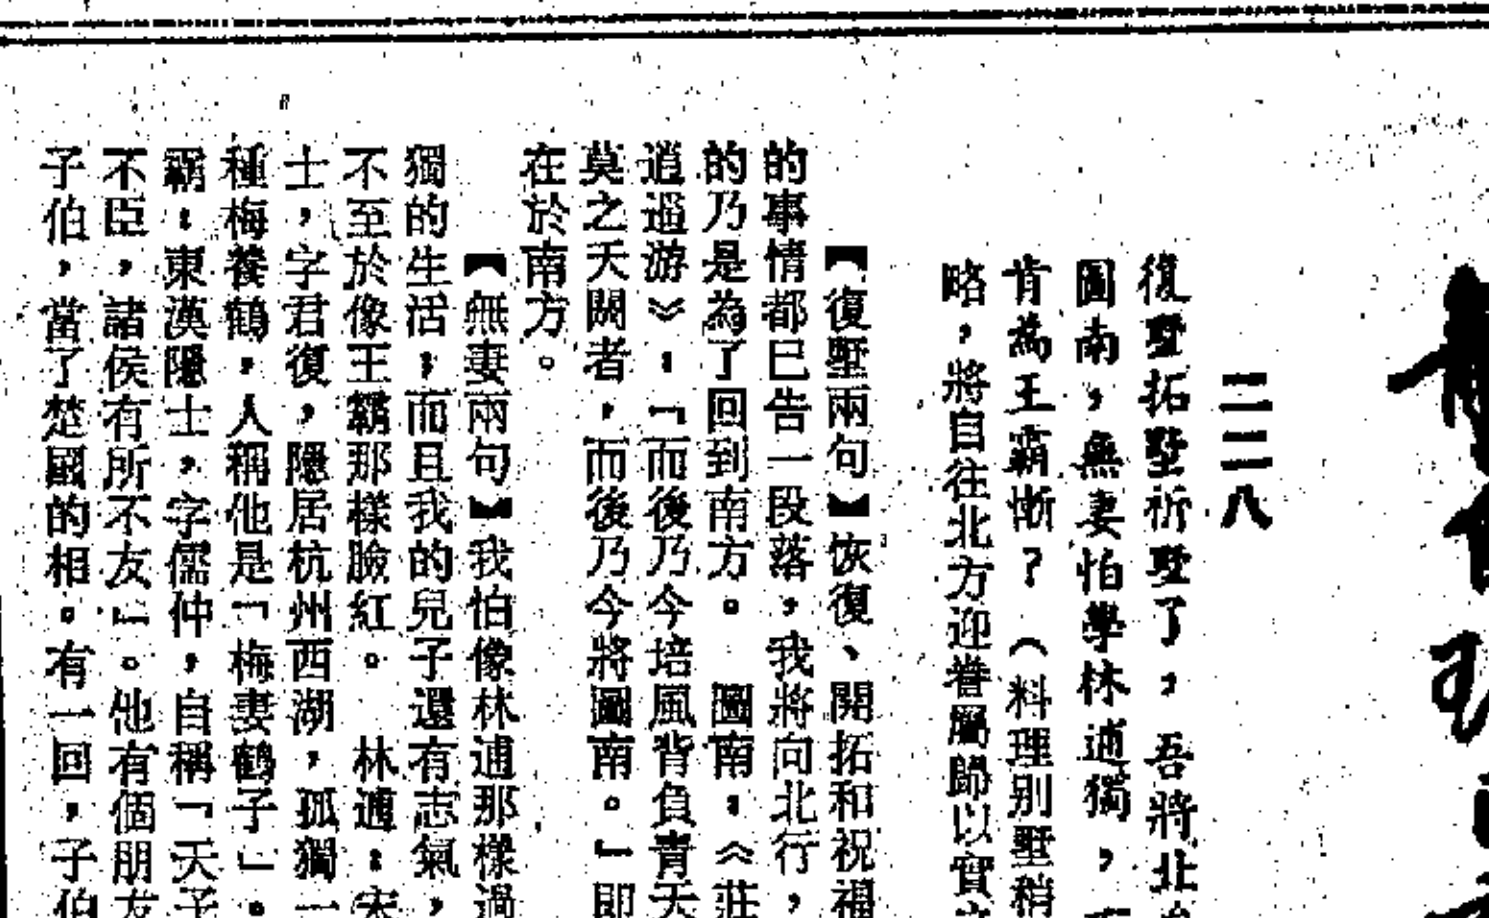 二二八
復墅拓墅祈墅了，吾將北
圖南，無妻怕學林逋獨，
肯為王霸慚？（料理別墅稍
略，將自往北方迎眷屬歸以實
【復墅兩句】恢復、開拓和祝福
的事情都已告一段落，我將向北行，
的乃是為了回到南方。圖南：《莊
逍遥游》：「而後乃今培風背負青天
莫之夭閼者，而後乃今將圖南。」即
在於南方。
【無妻兩句】我怕像林逋那樣過
獨的生活；而且我的兒子還有志氣，
不至於像王霸那樣臉紅。林逋：宋
士，字君復，隱居杭州西湖，孤獨一
種梅養鶴，人稱他是「梅妻鶴子」。
霸：東漢隱士，字儒仲，自稱「天子
不臣，諸侯有所不友」。他有個朋友
子伯，當了楚國的相。有一回，子伯